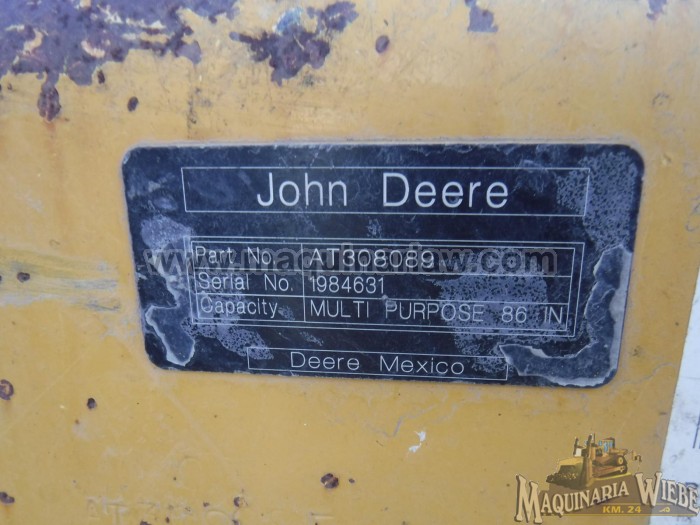 John Deere
Part No. AT308089
Serial No. 1984631
Capacity MULTI PURPOSE 86 IN
Deere Mexico
MAQUINARIA WIEBE
KM. 24